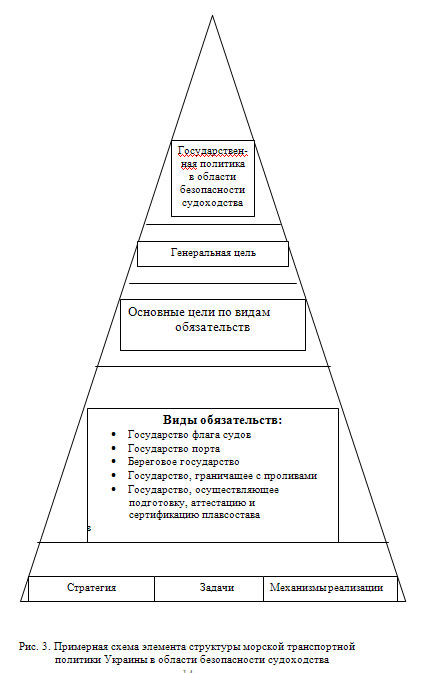 Государствен-
ная политика
в области
безопасности
судоходства
Генеральная цель
Основные цели по видам
обязательств
Виды обязательств:
• Государство флага судов
• Государство порта
• Береговое государство
• Государство, граничащее с проливами
• Государство, осуществляющее
подготовку, аттестацию и
сертификацию плавсостава
в
Стратегия Задачи Механизмы реализации
Рис. 3. Примерная схема элемента структуры морской транспортной
политики Украины в области безопасности судоходства